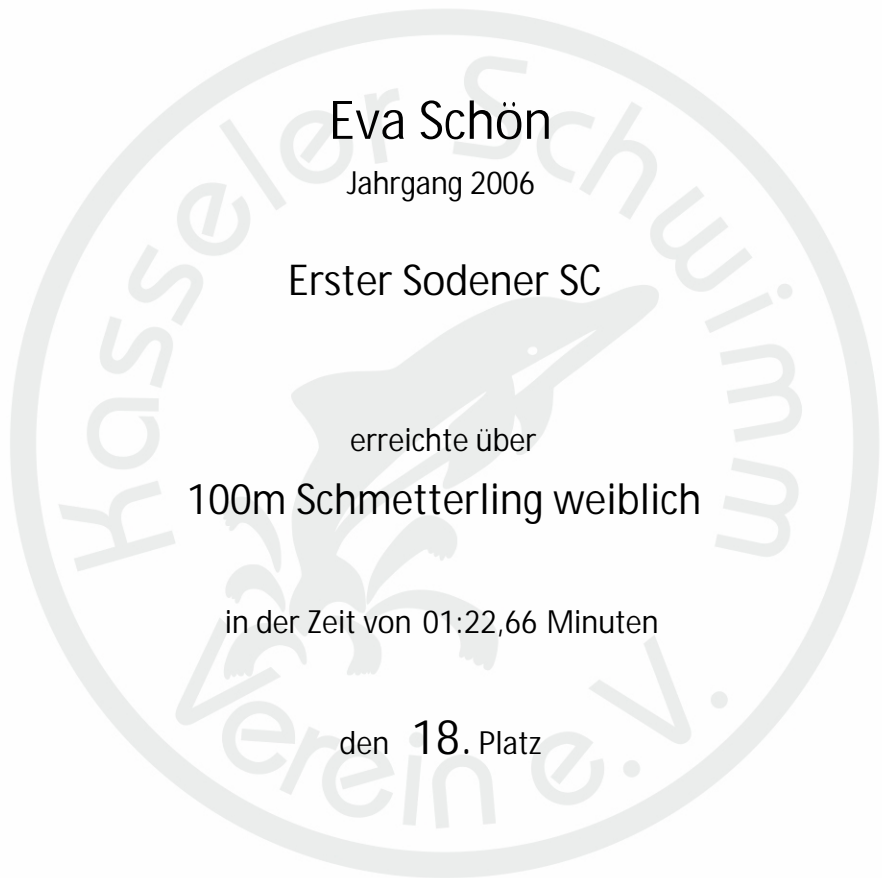 Eva Schön
Jahrgang 2006
Erster Sodener SC
erreichte über
100m Schmetterling weiblich
in der Zeit von 01:22,66 Minuten
den 18. Platz
Kasseler Schwimm
Verein e.V.